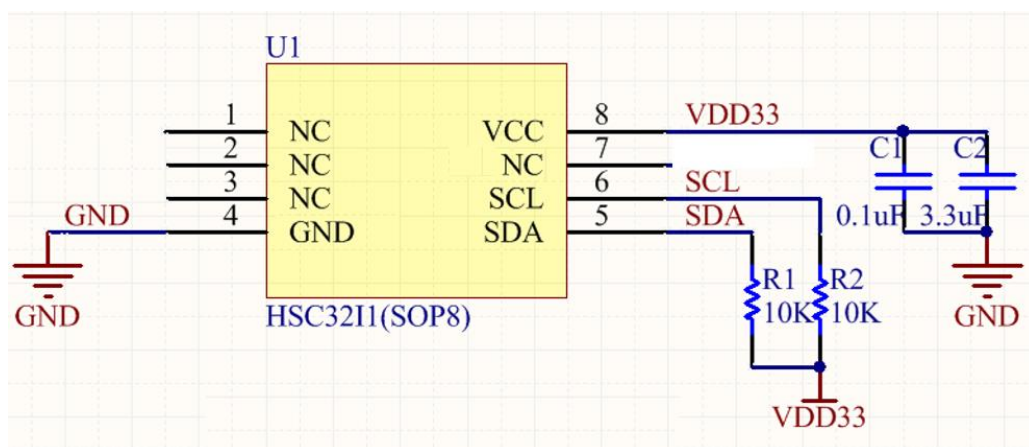 U1
1 NC VCC 8 VDD33
2 NC NC 7
3 NC SCL 6 SCL
GND 4 GND SDA 5 SDA
C1 C2
0.1uF 3.3uF
R1 R2
10K 10K
GND
HSC32I1(SOP8)
GND
VDD33